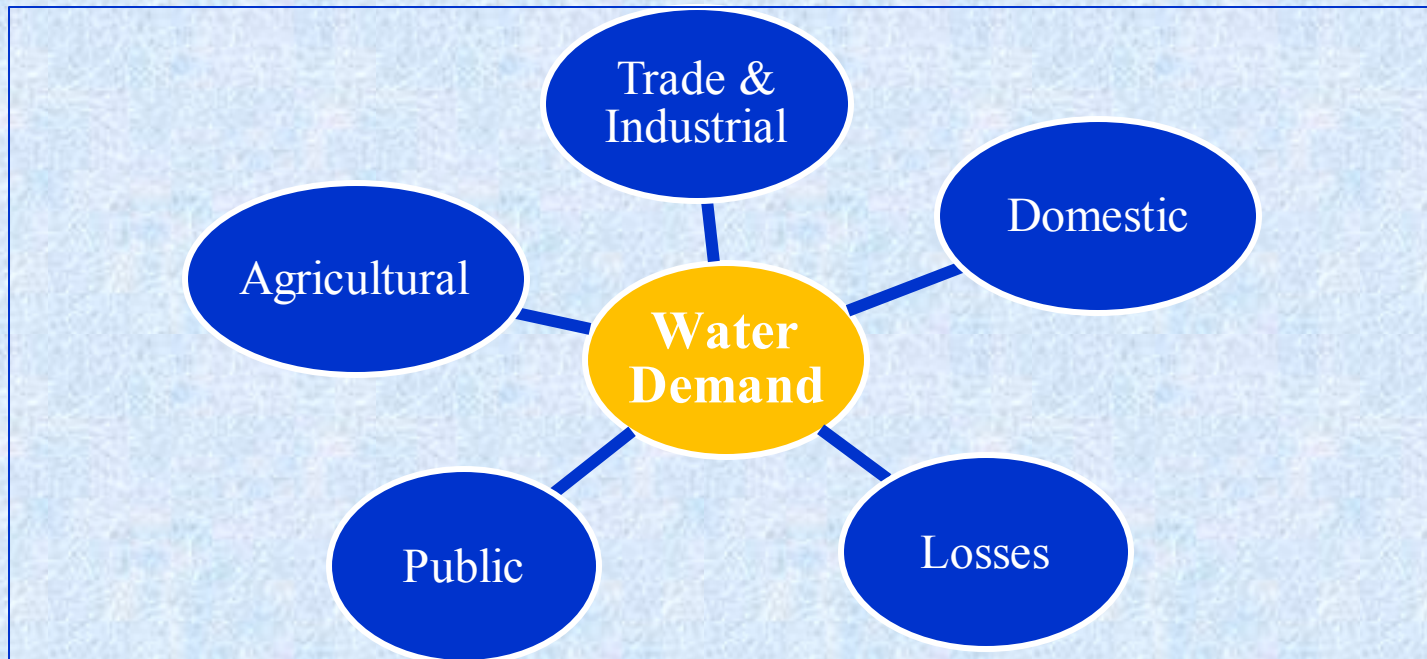 Trade &
Industrial
Domestic
Agricultural
Water
Demand
Public
Losses